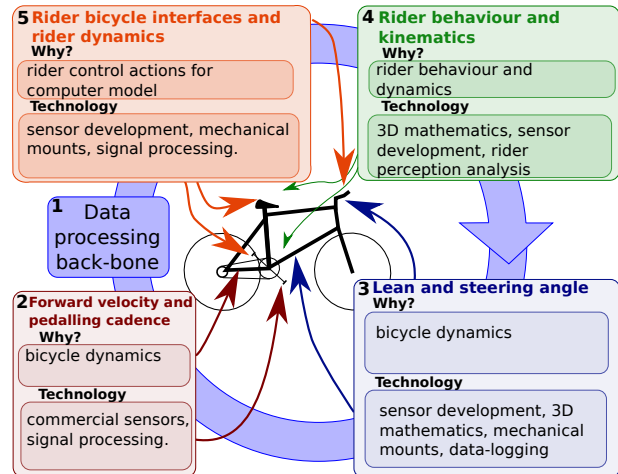 5 Rider bicycle interfaces and
rider dynamics
Why?
rider control actions for
computer model
Technology
sensor development, mechanical
mounts, signal processing.
4 Rider behaviour and
kinematics
Why?
rider behaviour and
dynamics
Technology
3D mathematics, sensor
development, rider
perception analysis
1 Data
processing
back-bone
2 Forward velocity and
pedalling cadence
Why?
bicycle dynamics
Technology
commercial sensors,
signal processing.
3 Lean and steering angle
Why?
bicycle dynamics
Technology
sensor development, 3D
mathematics, mechanical
mounts, data-logging